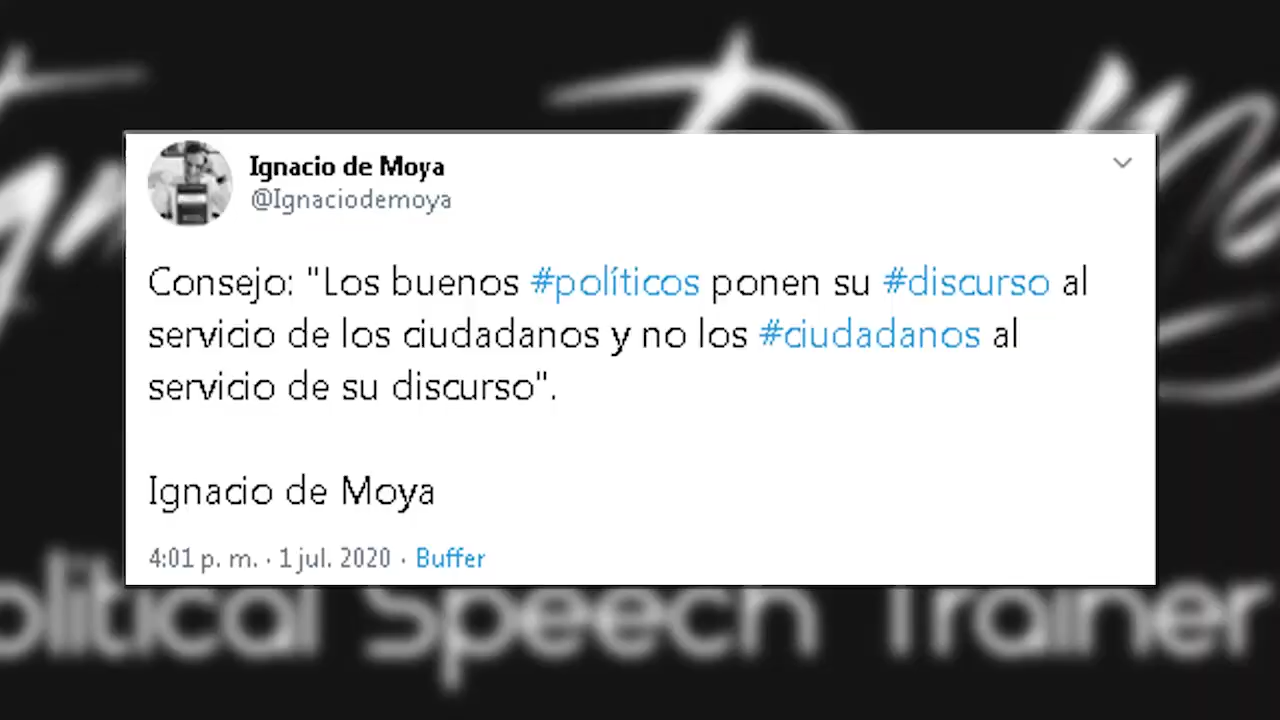 Ignacio de Moya
@Ignaciodemoya
Consejo: "Los buenos #políticos ponen su #discurso al
servicio de los ciudadanos y no los #ciudadanos al
servicio de su discurso".
Ignacio de Moya
4:01 p. m. · 1 jul. 2020 · Buffer
Speech Trainer